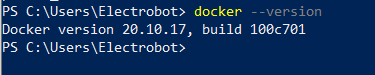 PS C:\Users\Electrobot> docker --version
Docker version 20.10.17, build 100c701
PS C:\Users\Electrobot>